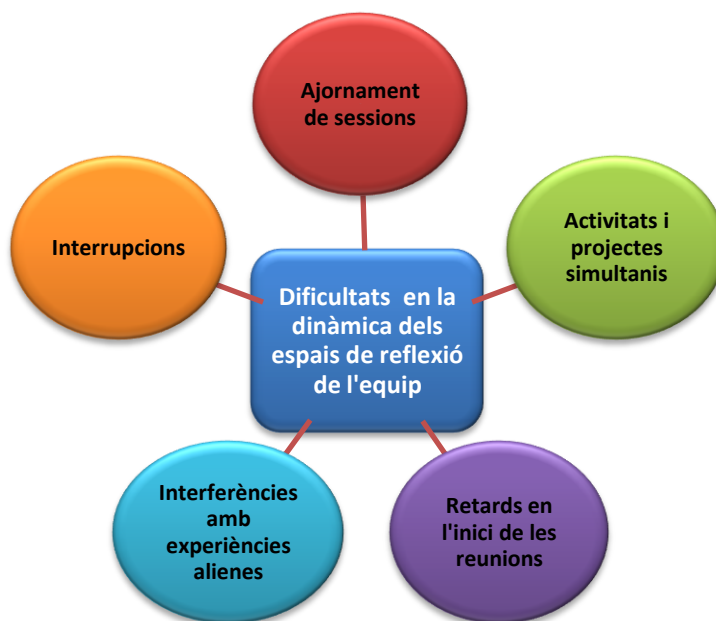 Ajornament
de sessions
Activitats i
projectes
simultanis
Interrupcions
Dificultats en la
dinàmica dels
espais de reflexió
de l'equip
Interferències
amb
experiències
alienes
Retards en
l'inici de les
reunions